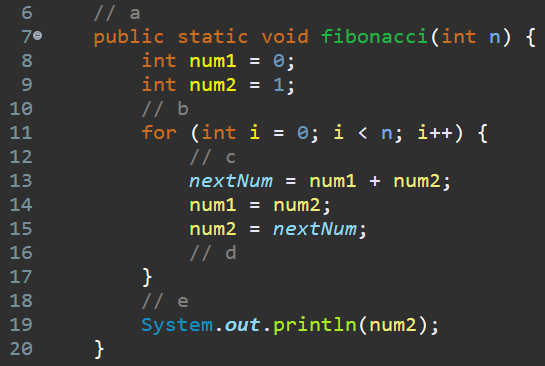 6 // a
7 public static void fibonacci(int n) {
8 int num1 = 0;
9 int num2 = 1;
10 // b
11 for (int i = 0; i < n; i++) {
12 // c
13 nextNum = num1 + num2;
14 num1 = num2;
15 num2 = nextNum;
16 // d
17 }
18 // e
19 System.out.println(num2);
20 }